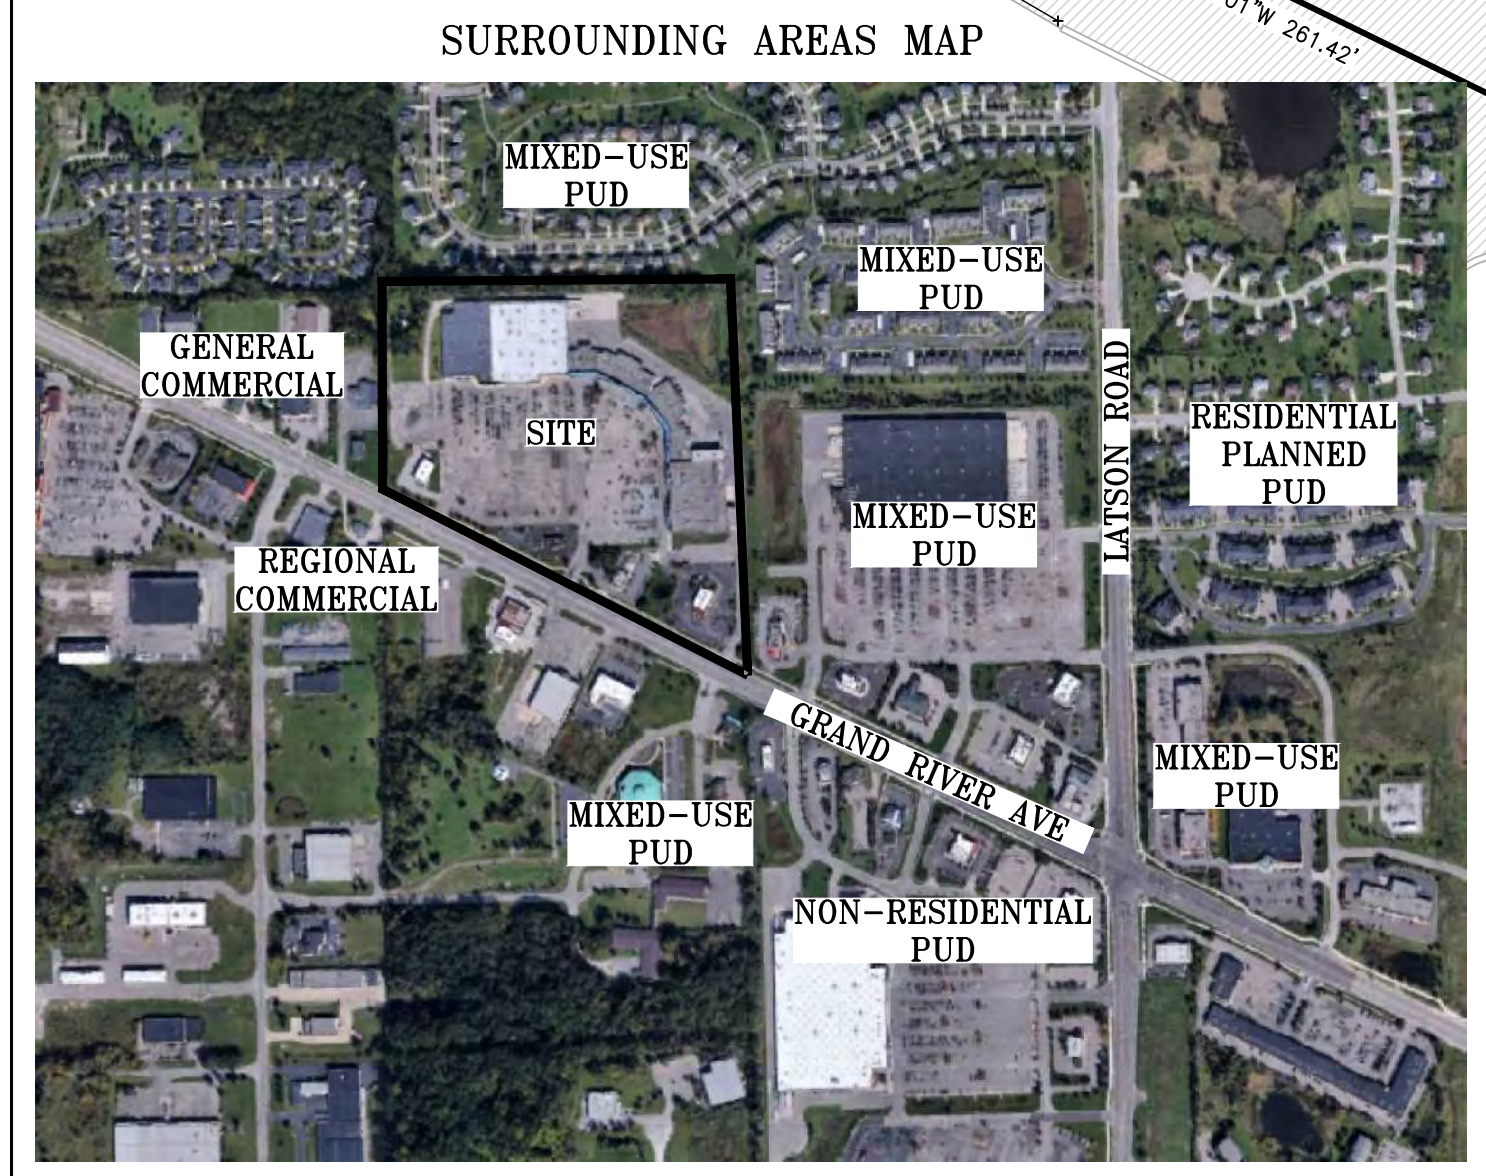 SURROUNDING AREAS MAP
01"W 261.42'
MIXED-USE
PUD
MIXED-USE
PUD
GENERAL
COMMERCIAL
SITE
LATSON ROAD
RESIDENTIAL
PLANNED
PUD
MIXED-USE
PUD
REGIONAL
COMMERCIAL
GRAND RIVER AVE
MIXED-USE
PUD
MIXED-USE
PUD
NON-RESIDENTIAL
PUD